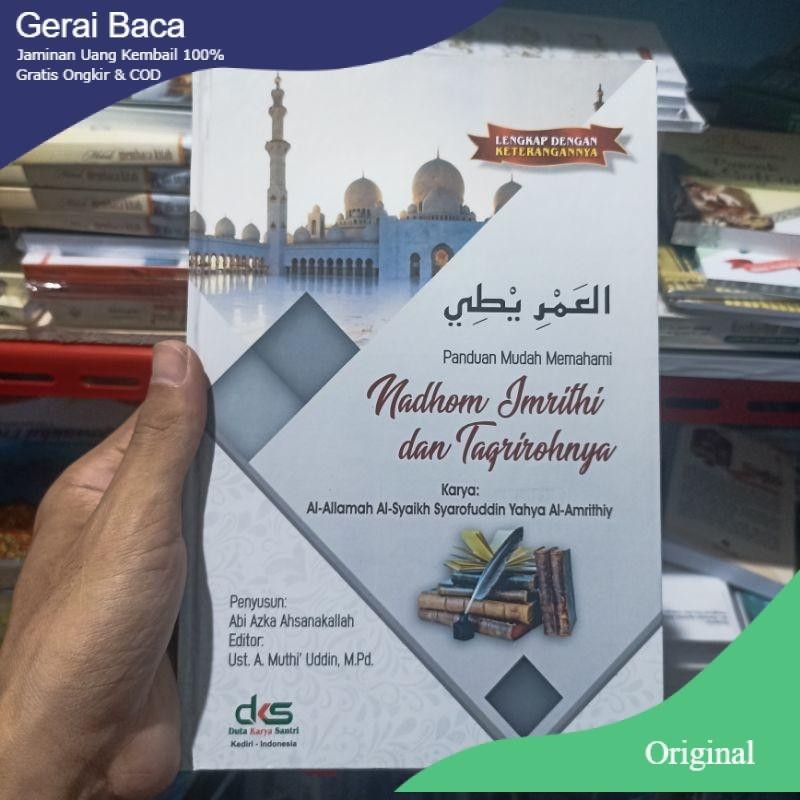 Gerai Baca
Jaminan Uang Kembail 100%
Gratis Ongkir & COD
LENGKAP DENGAN
KETERANGANNYA
العَمْرِ يْطِي
Panduan Mudah Memahami
Nadhom Imrithi
dan Taqrirohnya
Karya:
Al-Allamah Al-Syaikh Syarofuddin Yahya Al-Amrithiy
Penyusun:
Abi Azka Ahsanakallah
Editor:
Ust. A. Muthi' Uddin, M.Pd.
dks
Duta Karya Santri
Kediri - Indonesia
Original